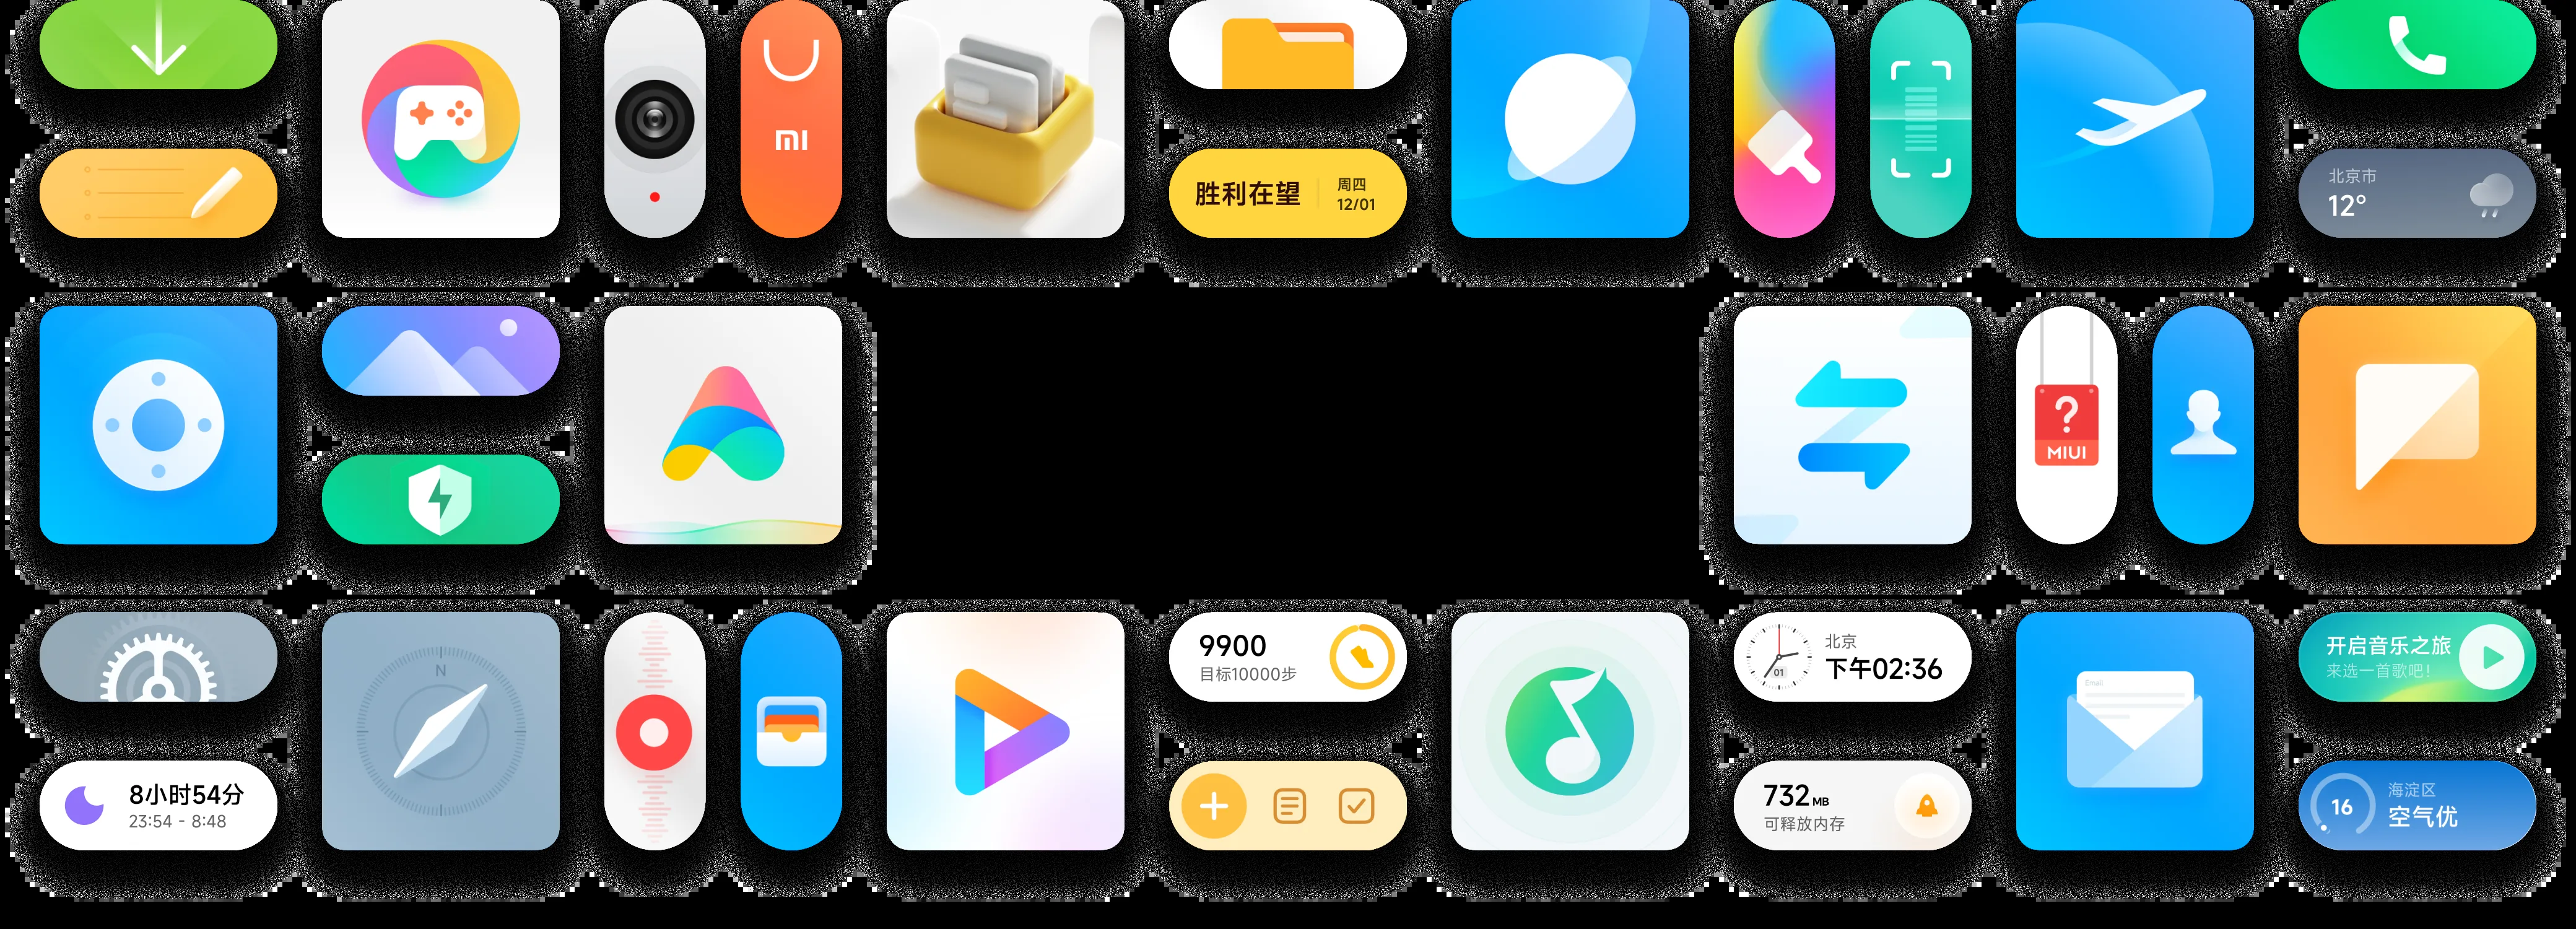 mi
胜利在望
周四
12/01
北京市
12°
?
MIUI
N
9900
目标10000步
01
北京
下午02:36
Email
开启音乐之旅
来选一首歌吧!
8小时54分
23:54 - 8:48
732MB
可释放内存
16
海淀区
空气优